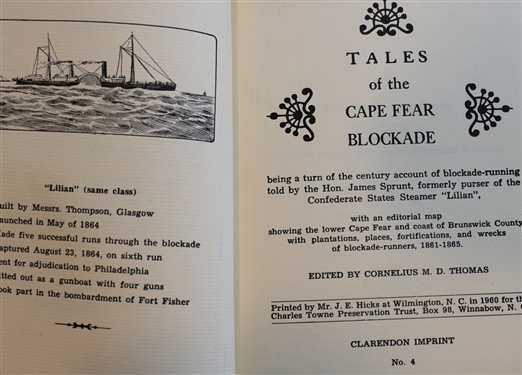 "Lilian" (same class)
uilt by Messrs. Thompson, Glasgow
aunched in May of 1864
ade five successful runs through the blockade
aptured August 23, 1864, on sixth run
ent for adjudication to Philadelphia
itted out as a gunboat with four guns
ook part in the bombardment of Fort Fisher
TALES
of the
CAPE FEAR
BLOCKADE
being a turn of the century account of blockade-running
told by the Hon. James Sprunt, formerly purser of the
Confederate States Steamer "Lilian",
with an editorial map
showing the lower Cape Fear and coast of Brunswick County
with plantations, places, fortifications, and wrecks
of blockade-runners, 1861-1865.
EDITED BY CORNELIUS M. D. THOMAS
Printed by Mr. J. E. Hicks at Wilmington, N. C. in 1960 for the
Charles Towne Preservation Trust, Box 98, Winnabow, N. C
CLARENDON IMPRINT
No. 4